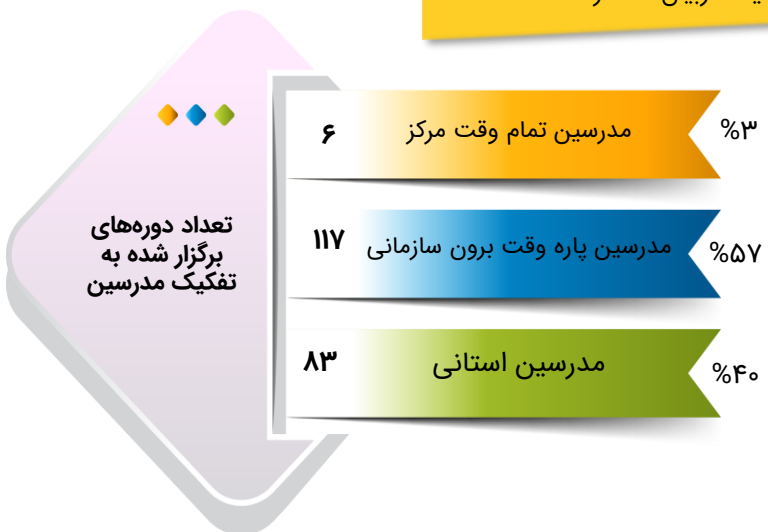 تعداد دوره‌های
برگزار شده به
تفکیک مدرسین
%۳ مدرسین تمام وقت مرکز ۶
%۵۷ مدرسین پاره وقت برون سازمانی ۱۱۷
%۴۰ مدرسین استانی ۸۳